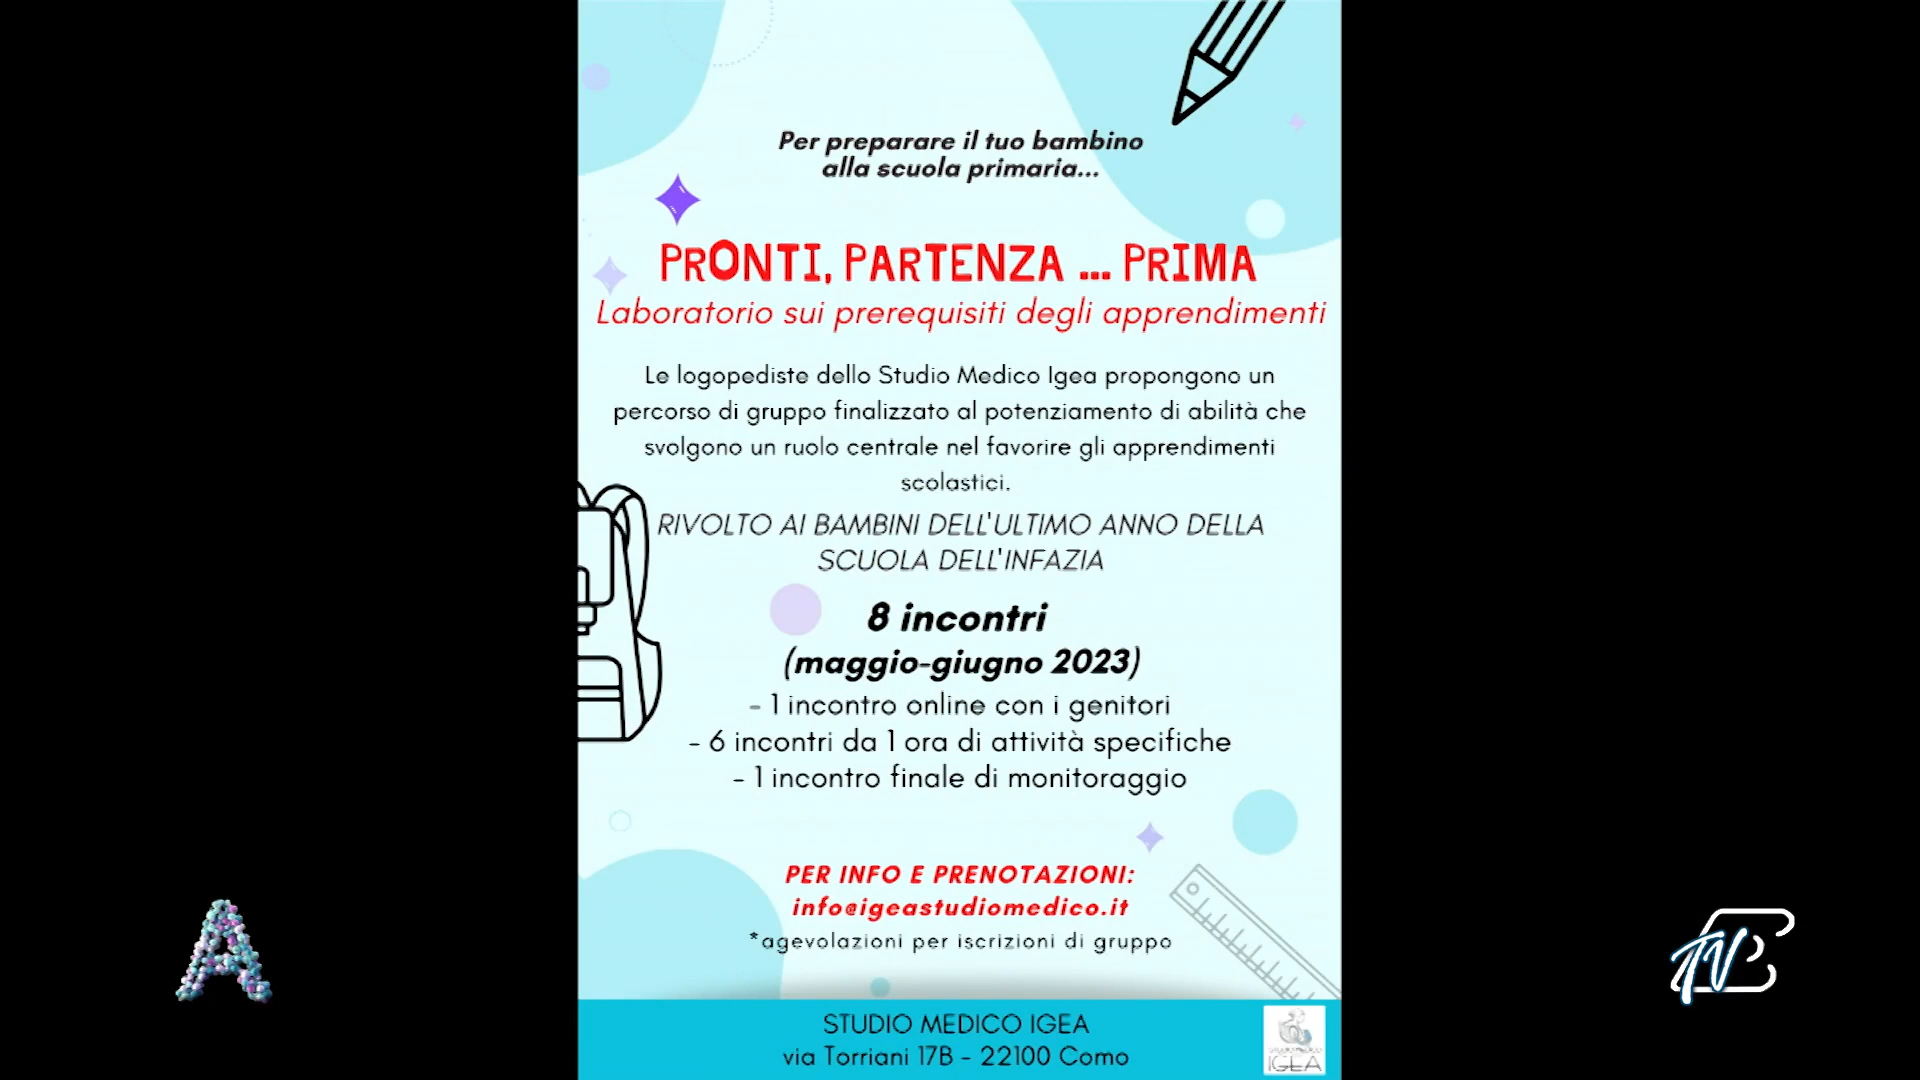 Per preparare il tuo bambino
alla scuola primaria...
PRONTI, PARTENZA ... PRIMA
Laboratorio sui prerequisiti degli apprendimenti
Le logopediste dello Studio Medico Igea propongono un
percorso di gruppo finalizzato al potenziamento di abilità che
svolgono un ruolo centrale nel favorire gli apprendimenti
scolastici.
RIVOLTO AI BAMBINI DELL'ULTIMO ANNO DELLA
SCUOLA DELL'INFAZIA
8 incontri
(maggio-giugno 2023)
- 1 incontro online con i genitori
- 6 incontri da 1 ora di attività specifiche
- 1 incontro finale di monitoraggio
PER INFO E PRENOTAZIONI:
info@igeastudiomedico.it
*agevolazioni per iscrizioni di gruppo
STUDIO MEDICO IGEA
via Torriani 17B - 22100 Como
IGEA
A